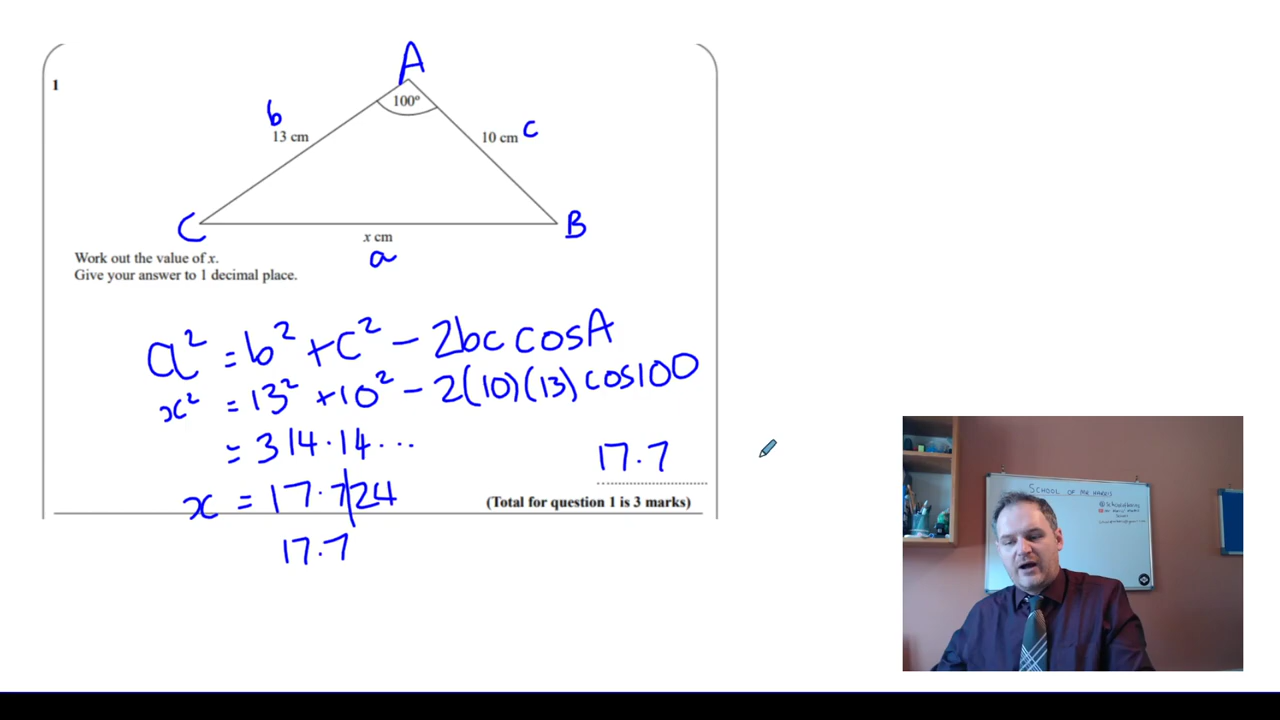 1
A
100°
b
13 cm
10 cm c
C
B
x cm
a
Work out the value of x.
Give your answer to 1 decimal place.
a² = b² + c² - 2bc cosA
x² = 13² + 10² - 2(10)(13) cos100
= 314.14...
17.7
x = 17.7|24
(Total for question 1 is 3 marks)
17.7
SCHOOL OF MR HARRIS